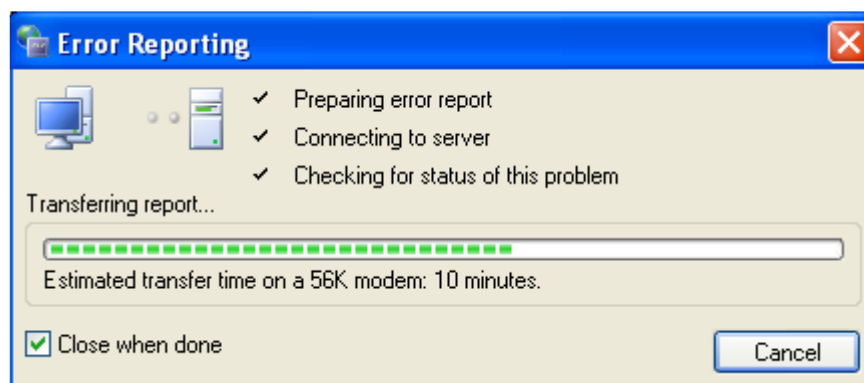 Error Reporting
Preparing error report
Connecting to server
Checking for status of this problem
Transferring report...
Estimated transfer time on a 56K modem: 10 minutes.
Close when done
Cancel